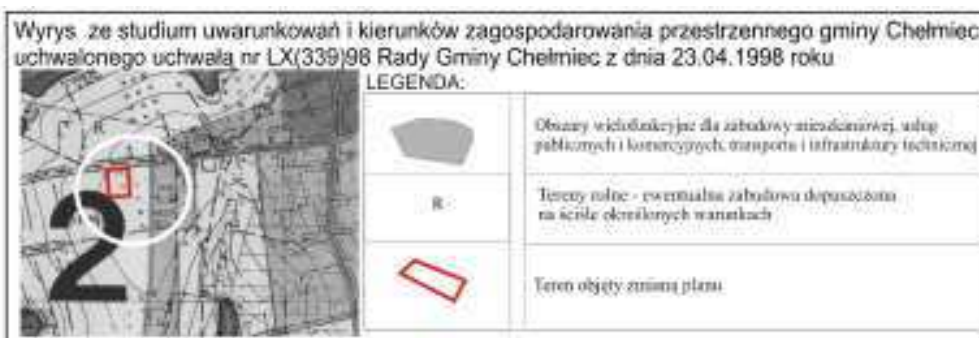 Wyrys ze studium uwarunkowań i kierunków zagospodarowania przestrzennego gminy Chełmiec
uchwalonego uchwałą nr LX(339)98 Rady Gminy Chełmiec z dnia 23.04.1998 roku
LEGENDA:
R
2
Obszary wielofunkcyjne dla zabudowy mieszkaniowej, usług
publicznych i komercyjnych, transportu i infrastruktury technicznej
R
Tereny rolne - ewentualna zabudowa dopuszczona
na ściśle określonych warunkach
Teren objęty zmianą planu